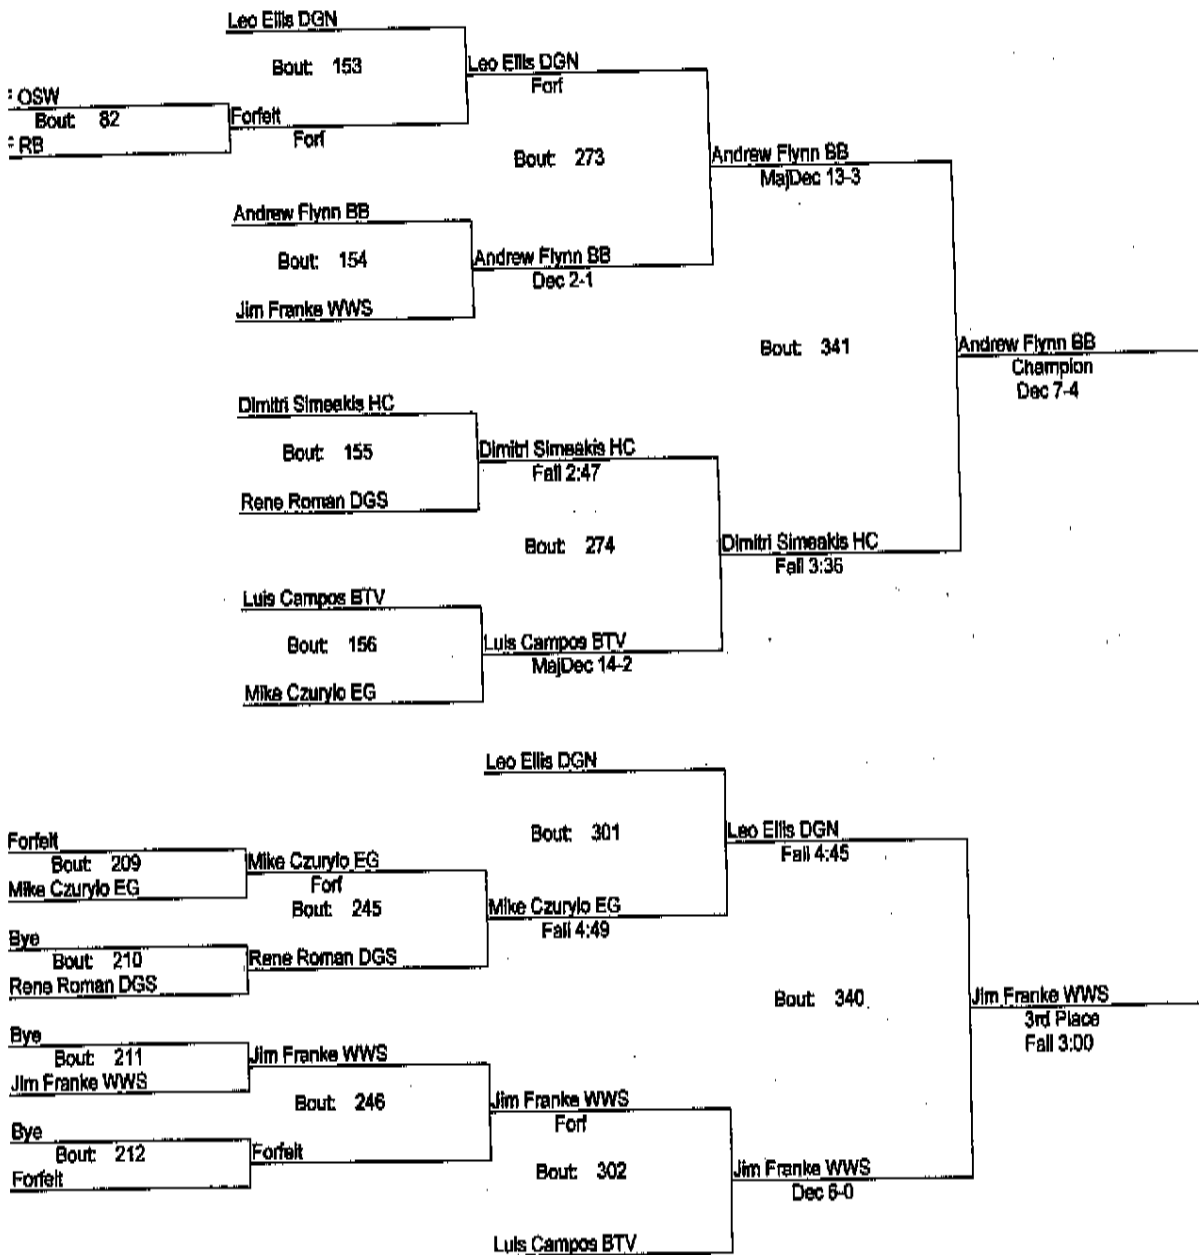 Leo Ellis DGN
Bout: 153
Leo Ellis DGN
Forf
F OSW
Bout: 82
F RB
Forfeit
Forf
Bout: 273
Andrew Flynn BB
MajDec 13-3
Andrew Flynn BB
Bout: 154
Andrew Flynn BB
Dec 2-1
Jim Franke WWS
Bout: 341
Andrew Flynn BB
Champion
Dec 7-4
Dimitri Simeakis HC
Bout: 155
Dimitri Simeakis HC
Fall 2:47
Rene Roman DGS
Bout: 274
Dimitri Simeakis HC
Fall 3:36
Luis Campos BTV
Bout: 156
Luis Campos BTV
MajDec 14-2
Mike Czurylo EG
Leo Ellis DGN
Bout: 301
Leo Ellis DGN
Fall 4:45
Forfeit
Bout: 209
Mike Czurylo EG
Mike Czurylo EG
Forf
Bout: 245
Mike Czurylo EG
Fall 4:49
Bye
Bout: 210
Rene Roman DGS
Rene Roman DGS
Bout: 340
Jim Franke WWS
3rd Place
Fall 3:00
Bye
Bout: 211
Jim Franke WWS
Jim Franke WWS
Bout: 246
Jim Franke WWS
Forf
Bye
Bout: 212
Forfeit
Forfeit
Bout: 302
Jim Franke WWS
Dec 6-0
Luis Campos BTV